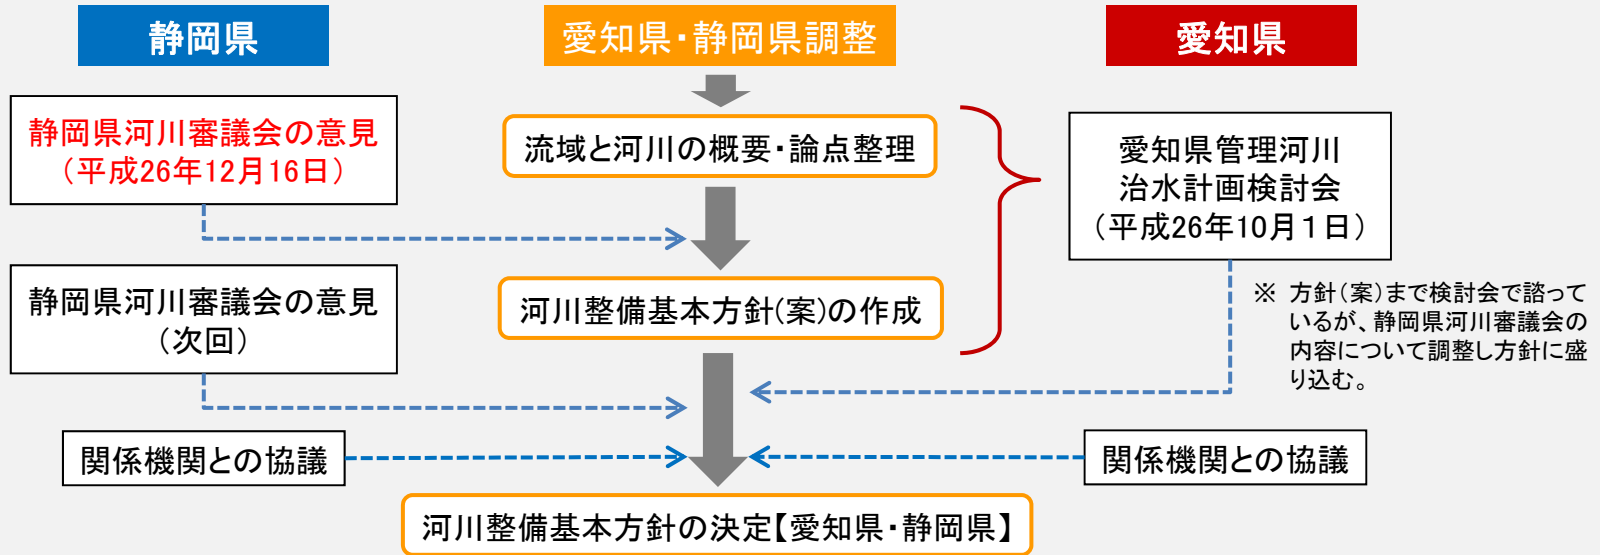 静岡県
愛知県・静岡県調整
愛知県
静岡県河川審議会の意見
(平成26年12月16日)
流域と河川の概要・論点整理
愛知県管理河川
治水計画検討会
(平成26年10月1日)
静岡県河川審議会の意見
(次回)
河川整備基本方針(案)の作成
※ 方針(案)まで検討会で諮って
いるが、静岡県河川審議会の
内容について調整し方針に盛
り込む。
関係機関との協議
関係機関との協議
河川整備基本方針の決定【愛知県・静岡県】